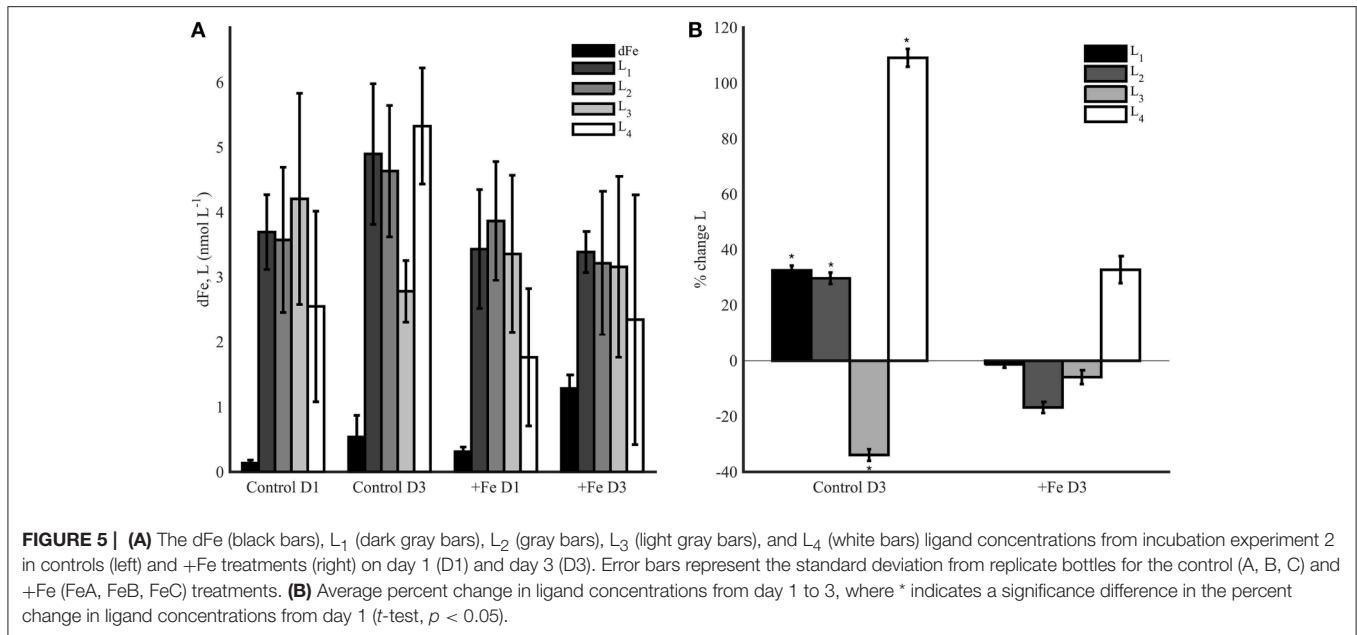 A
dFe
L1
L2
L3
L4
dFe, L (nmol L-1)
6
5
4
3
2
1
0
Control D1 Control D3 +Fe D1 +Fe D3
B
L1
L2
L3
L4
% change L
120
100
80
60
40
20
0
-20
-40
*
*
*
*
Control D3 +Fe D3
FIGURE 5 | (A) The dFe (black bars), L1 (dark gray bars), L2 (gray bars), L3 (light gray bars), and L4 (white bars) ligand concentrations from incubation experiment 2
in controls (left) and +Fe treatments (right) on day 1 (D1) and day 3 (D3). Error bars represent the standard deviation from replicate bottles for the control (A, B, C) and
+Fe (FeA, FeB, FeC) treatments. (B) Average percent change in ligand concentrations from day 1 to 3, where * indicates a significance difference in the percent
change in ligand concentrations from day 1 (t-test, p < 0.05).